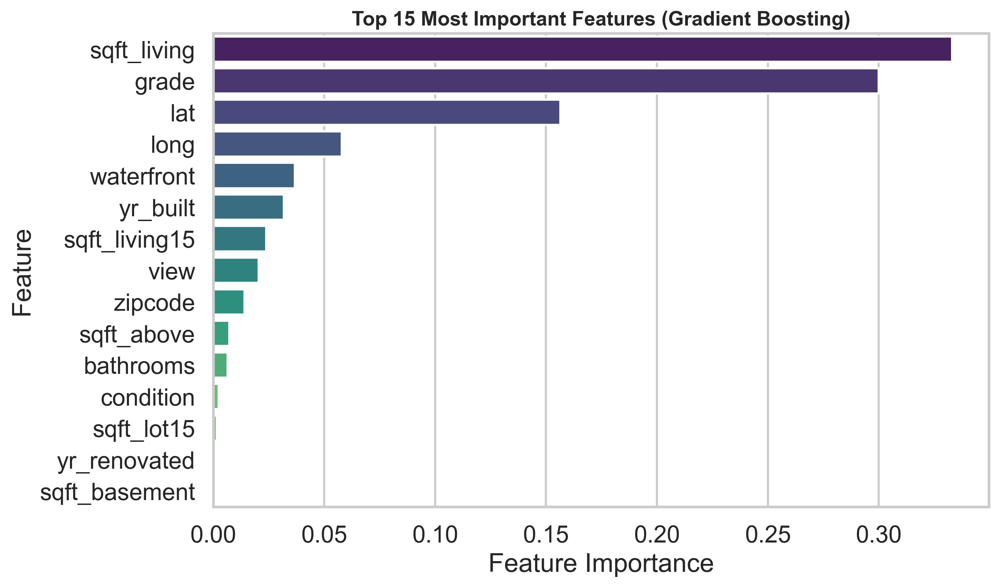 Top 15 Most Important Features (Gradient Boosting)
sqft_living
grade
lat
long
waterfront
yr_built
sqft_living15
view
zipcode
sqft_above
bathrooms
condition
sqft_lot15
yr_renovated
sqft_basement
Feature
0.00 0.05 0.10 0.15 0.20 0.25 0.30
Feature Importance